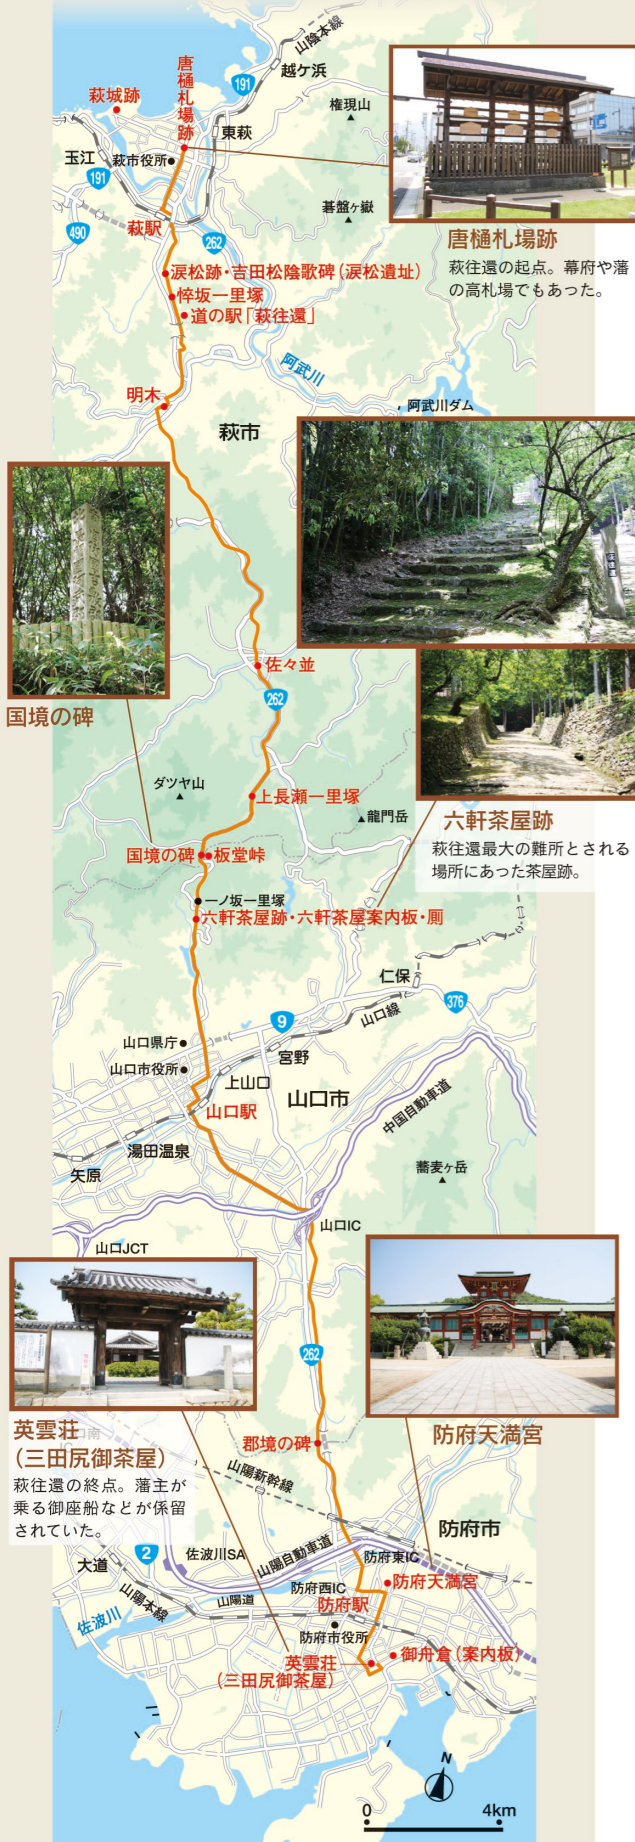 山陰本線
越ケ浜
191
唐樋札場跡
萩城跡
権現山
東萩
玉江
萩市役所
191
碁盤ヶ嶽
萩駅
490
262
唐樋札場跡
萩往還の起点。幕府や藩
の高札場でもあった。
涙松跡・吉田松陰歌碑（涙松遺址）
悴坂一里塚
道の駅「萩往還」
阿武川
明木
阿武川ダム
萩市
萩往還
佐々並
262
国境の碑
ダツヤ山
上長瀬一里塚
龍門岳
六軒茶屋跡
萩往還最大の難所とされる
場所にあった茶屋跡。
国境の碑
板堂峠
一ノ坂一里塚
六軒茶屋跡・六軒茶屋案内板・厠
仁保
376
9
山口線
山口県庁
宮野
山口市役所
上山口
山口市
山口駅
中国自動車道
湯田温泉
矢原
蕎麦ヶ岳
山口IC
山口JCT
262
英雲荘
（三田尻御茶屋）
萩往還の終点。藩主が
乗る御座船などが係留
されていた。
防府天満宮
郡境の碑
山陽新幹線
防府市
2
佐波川SA
山陽自動車道
防府東IC
大道
防府西IC
防府天満宮
山陽本線
山陽道
防府駅
佐波川
防府市役所
英雲荘
（三田尻御茶屋）
御舟倉（案内板）
N
0
4km